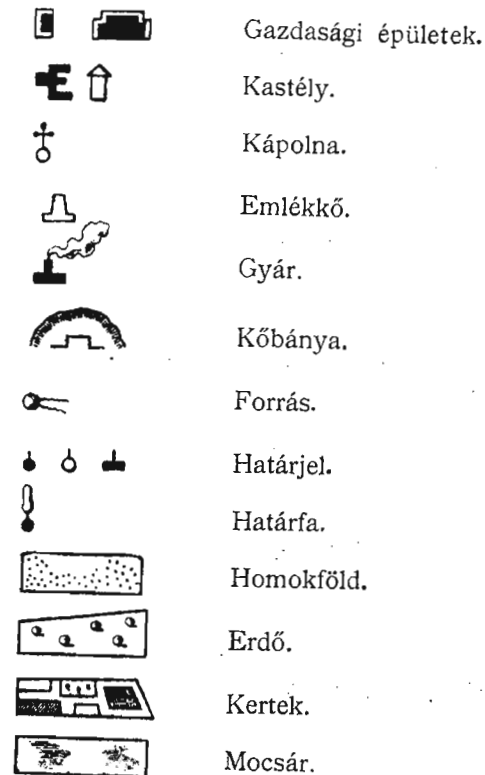 Gazdasági épületek.
Kastély.
Kápolna.
Emlékkő.
Gyár.
Kőbánya.
Forrás.
Határjel.
Határfa.
Homokföld.
Erdő.
Kertek.
Mocsár.